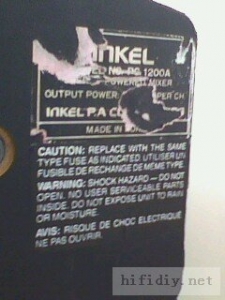 INKEL
NO. PC 1200A
POWERED MIXER
OUTPUT POWER PER CH
INKEL P.A CO
MADE IN
CAUTION: REPLACE WITH THE SAME
TYPE FUSE AS INDICATED. UTILISER UN
FUSIBLE DE RECHANGE DE MEME TYPE
WARNING: SHOCK HAZARD — DO NOT
OPEN. NO USER SERVICEABLE PARTS
INSIDE. DO NOT EXPOSE UNIT TO RAIN
OR MOISTURE.
AVIS: RISQUE DE CHOC ELECTRIQUE
NE PAS OUVRIR.
hifidiy.net